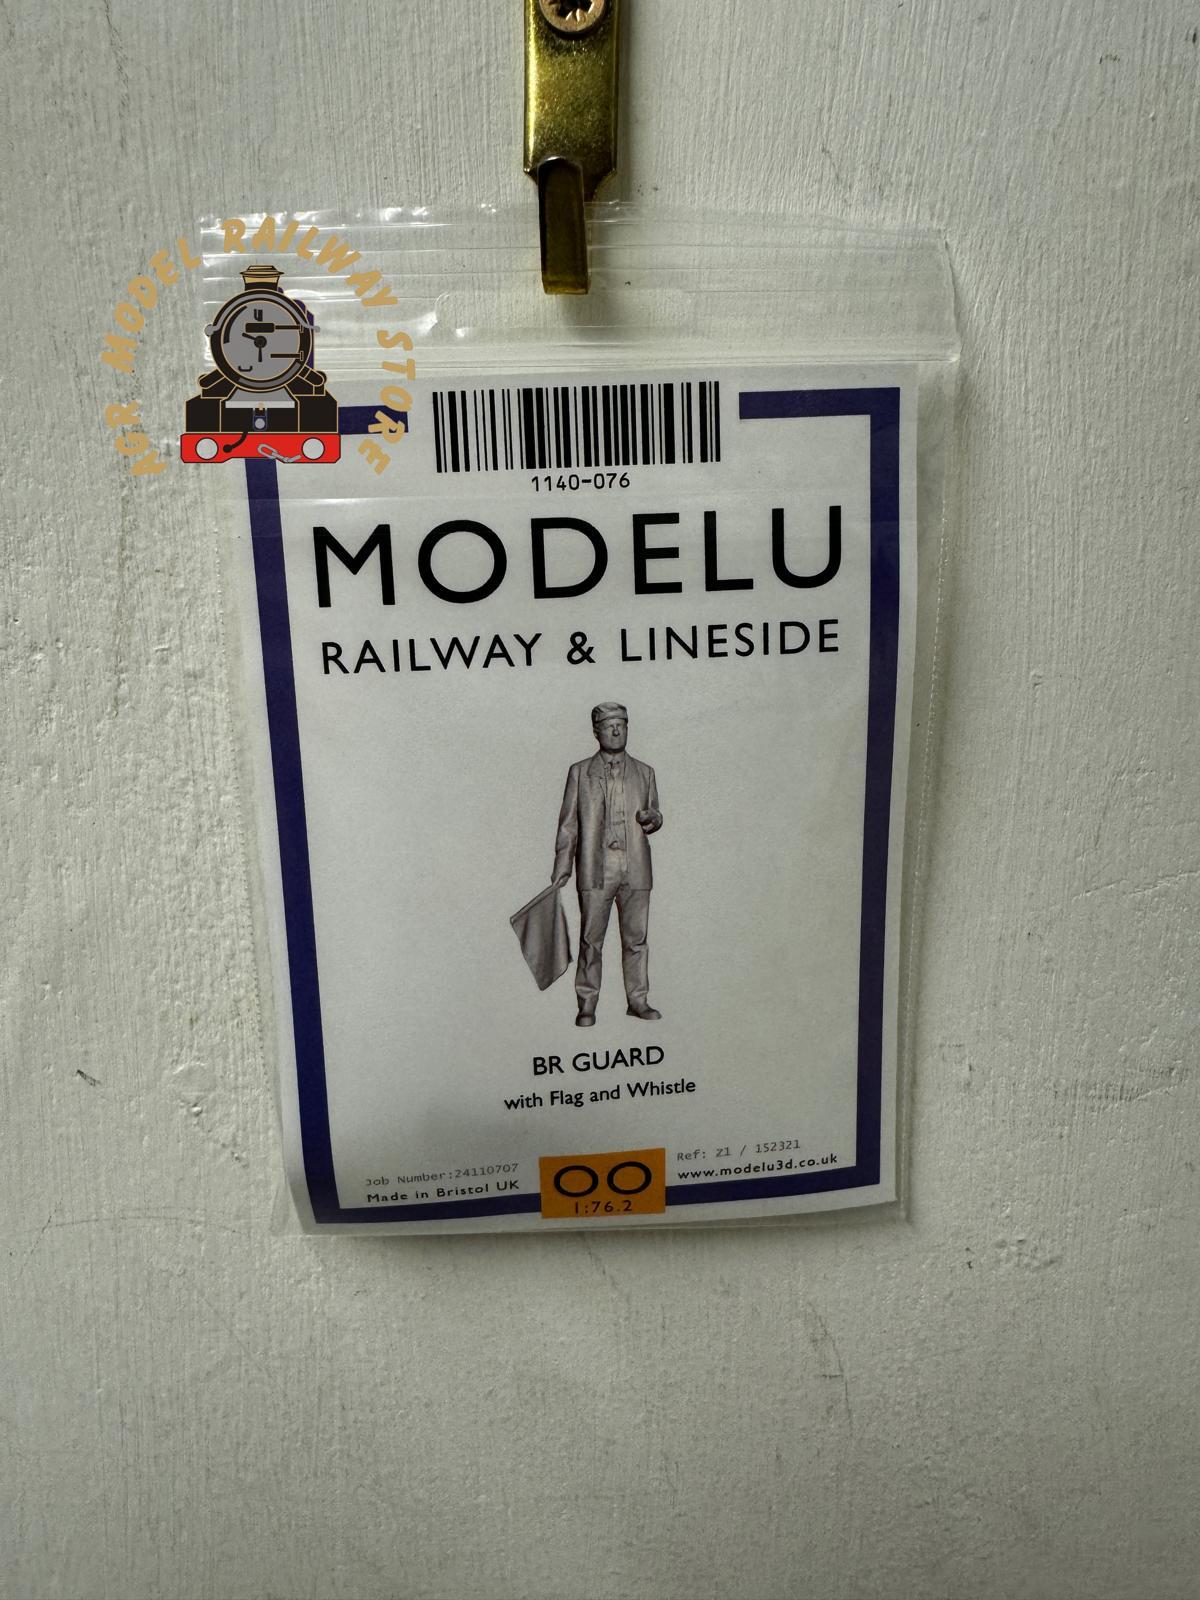 AGR MODEL RAILWAY STORE
1140-076
MODELU
RAILWAY & LINESIDE
BR GUARD
with Flag and Whistle
Job Number:24110707
Made in Bristol UK
OO
1:76.2
Ref: Z1 / 152321
www.modelu3d.co.uk